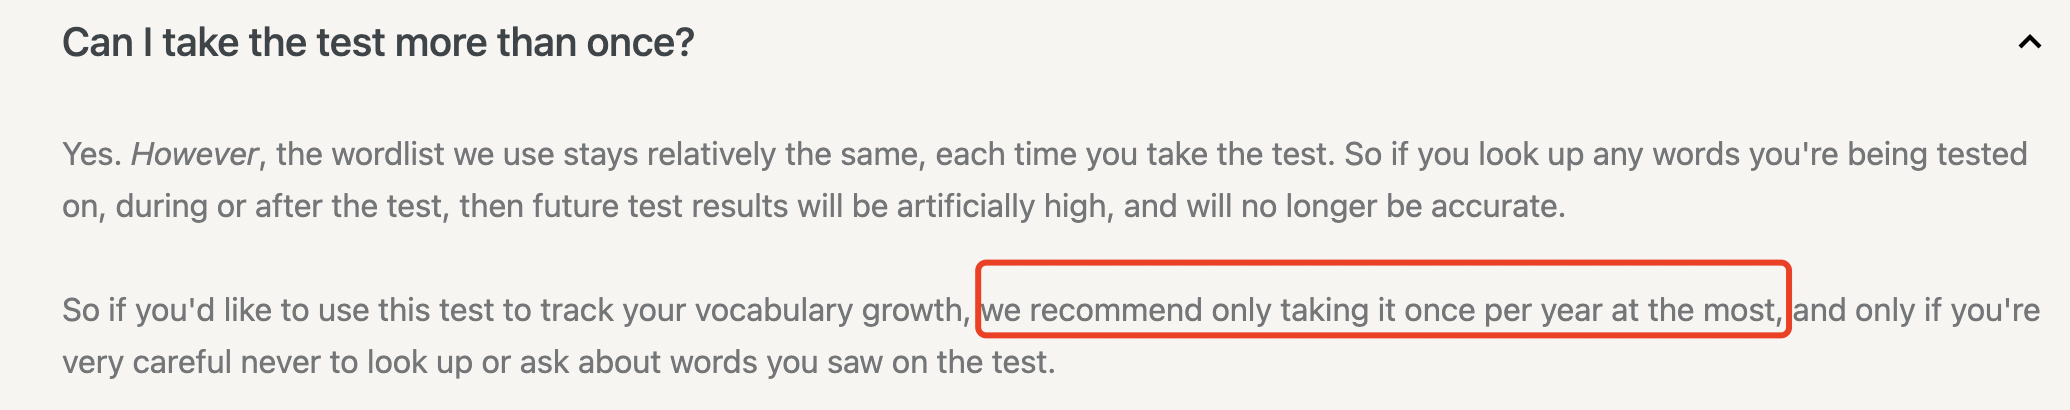 Can I take the test more than once?
Yes. However, the wordlist we use stays relatively the same, each time you take the test. So if you look up any words you're being tested
on, during or after the test, then future test results will be artificially high, and will no longer be accurate.
So if you'd like to use this test to track your vocabulary growth, we recommend only taking it once per year at the most, and only if you're
very careful never to look up or ask about words you saw on the test.